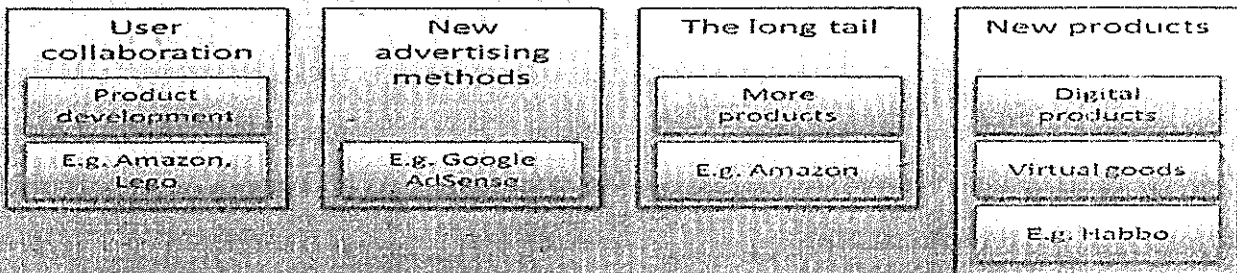 User
collaboration
Product
development
E.g. Amazon,
Lego
New
advertising
methods
E.g. Google
AdSense
The long tail
More
products
E.g. Amazon
New products
Digital
products
Virtual goods
E.g. Habbo